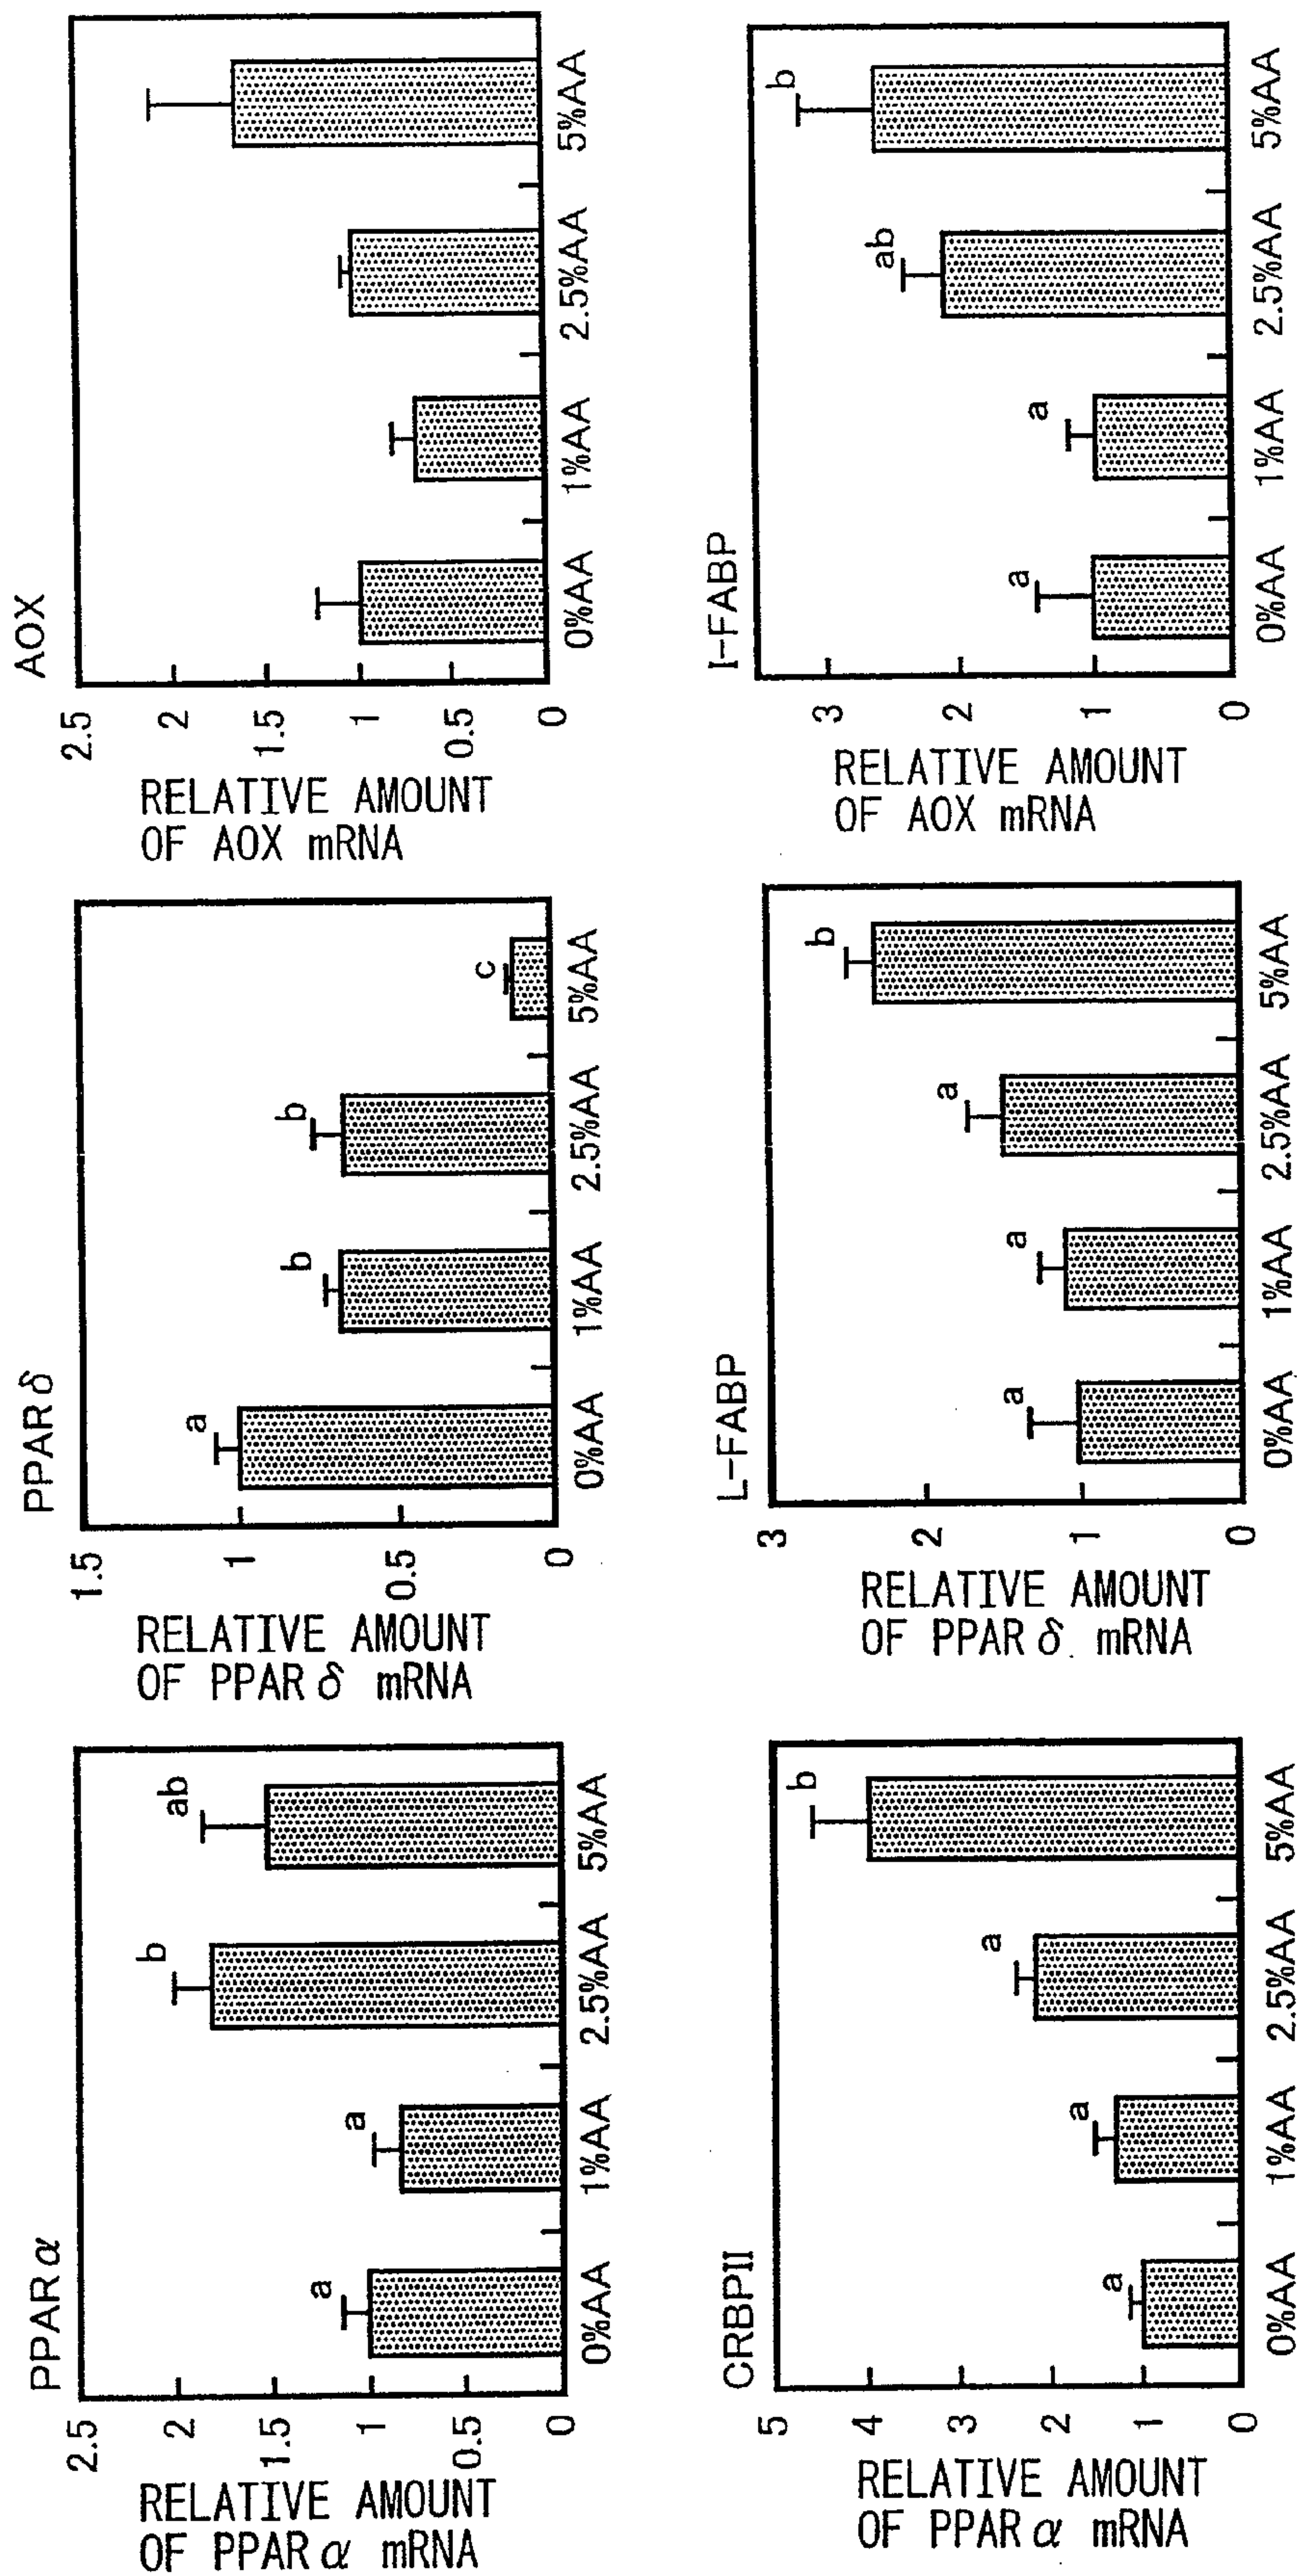 PPARα
RELATIVE AMOUNT
OF PPARα mRNA
2.5
2
1.5
1
0.5
0
a
a
b
ab
0%AA
1%AA
2.5%AA
5%AA
PPARδ
RELATIVE AMOUNT
OF PPARδ mRNA
1.5
1
0.5
0
a
b
b
c
0%AA
1%AA
2.5%AA
5%AA
AOX
RELATIVE AMOUNT
OF AOX mRNA
2.5
2
1.5
1
0.5
0
0%AA
1%AA
2.5%AA
5%AA
CRBPII
RELATIVE AMOUNT
OF PPARα mRNA
5
4
3
2
1
0
a
a
a
b
0%AA
1%AA
2.5%AA
5%AA
L-FABP
RELATIVE AMOUNT
OF PPARδ mRNA
3
2
1
0
a
a
a
b
0%AA
1%AA
2.5%AA
5%AA
I-FABP
RELATIVE AMOUNT
OF AOX mRNA
3
2
1
0
a
a
ab
b
0%AA
1%AA
2.5%AA
5%AA